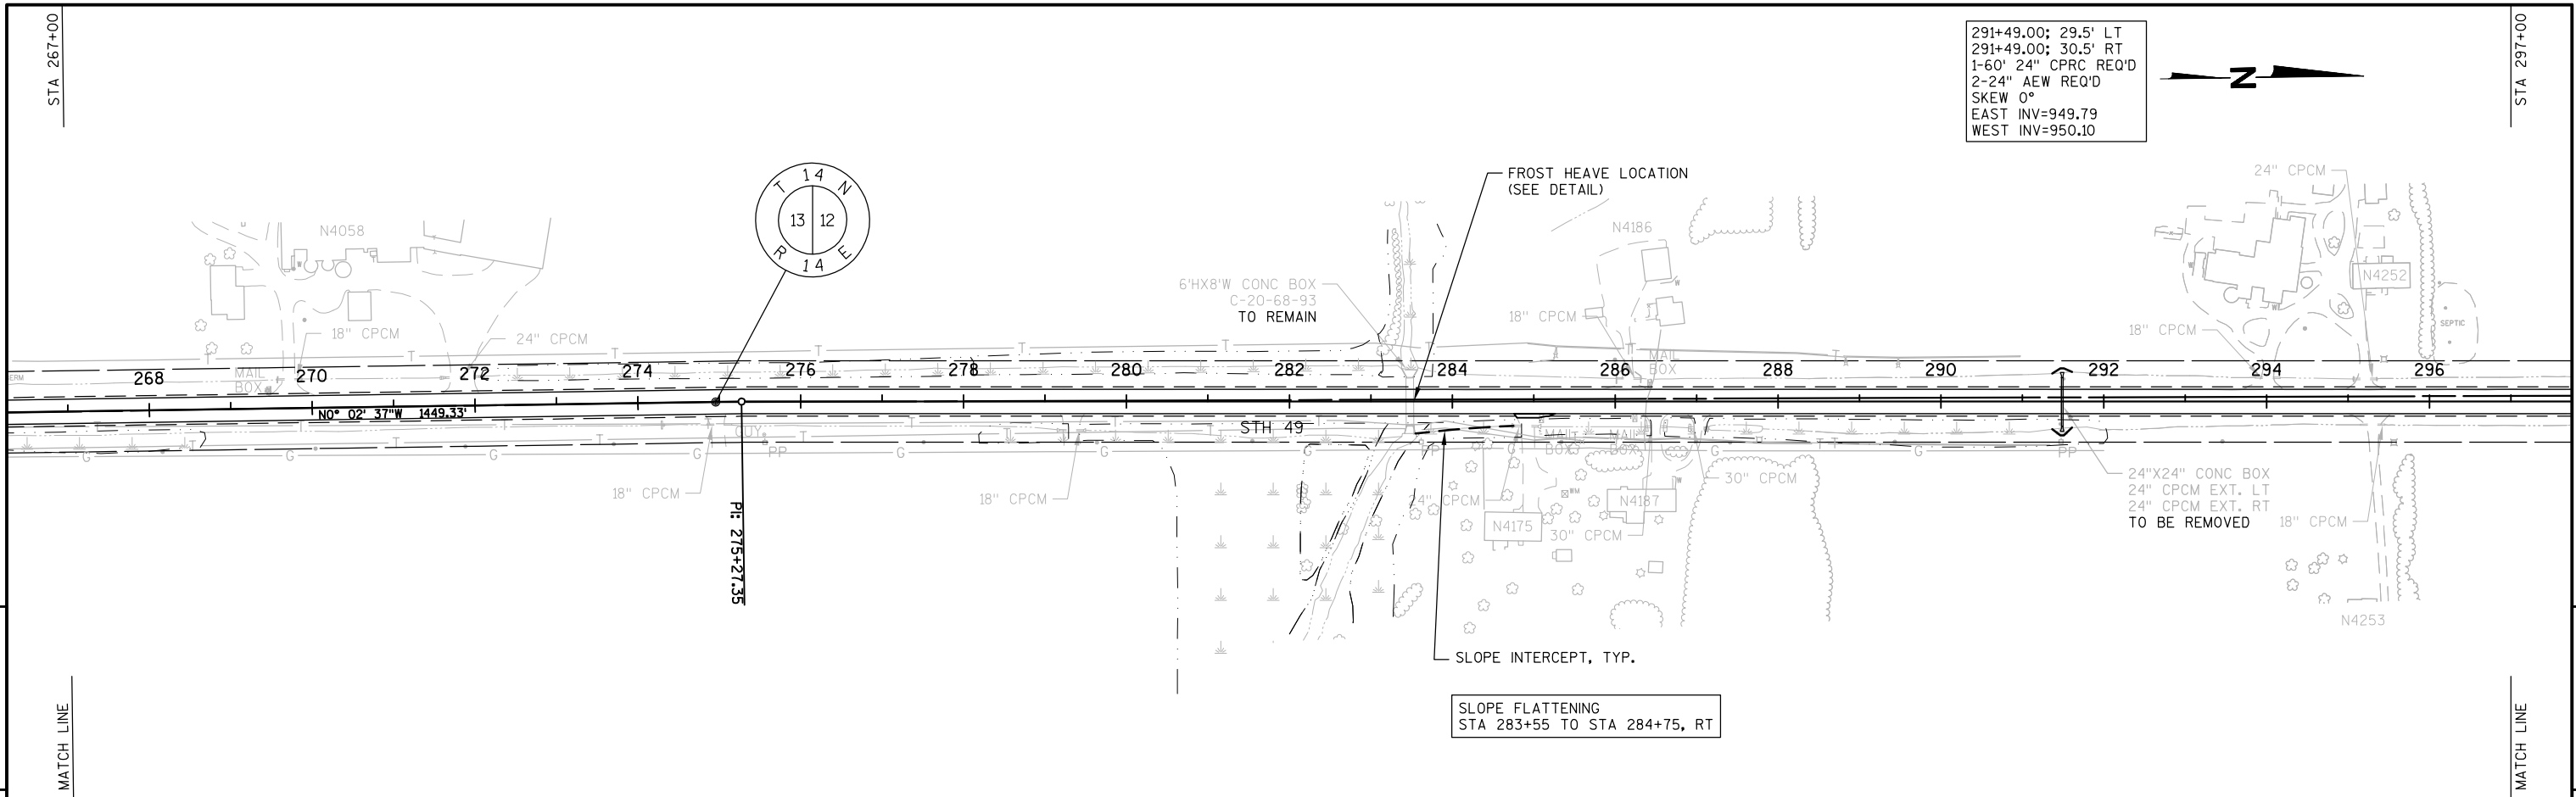 STA 267+00
STA 297+00
291+49.00; 29.5' LT
291+49.00; 30.5' RT
1-60' 24" CPRC REQ'D
2-24" AEW REQ'D
SKEW 0°
EAST INV=949.79
WEST INV=950.10
N
T 14 N
13 12
R 14 E
FROST HEAVE LOCATION
(SEE DETAIL)
N4058
N4186
24" CPCM
N4252
SEPTIC
6'HX8'W CONC BOX
C-20-68-93
TO REMAIN
18" CPCM
24" CPCM
18" CPCM
18" CPCM
MAIL
BOX
MAIL
BOX
T T T T T T T T T
268 270 272 274 276 278 280 282 284 286 288 290 292 294 296
N0° 02' 37"W 1449.33'
STH 49
GUY
PP
PP
MAIL
BOX
MAIL
BOX
T T T T T T T
G G G G G G G G
PP
18" CPCM
18" CPCM
24" CPCM
30" CPCM
N4175
N4187
WM
30" CPCM
24"X24" CONC BOX
24" CPCM EXT. LT
24" CPCM EXT. RT
TO BE REMOVED
18" CPCM
N4253
PI: 275+27.35
SLOPE INTERCEPT, TYP.
SLOPE FLATTENING
STA 283+55 TO STA 284+75, RT
MATCH LINE
MATCH LINE